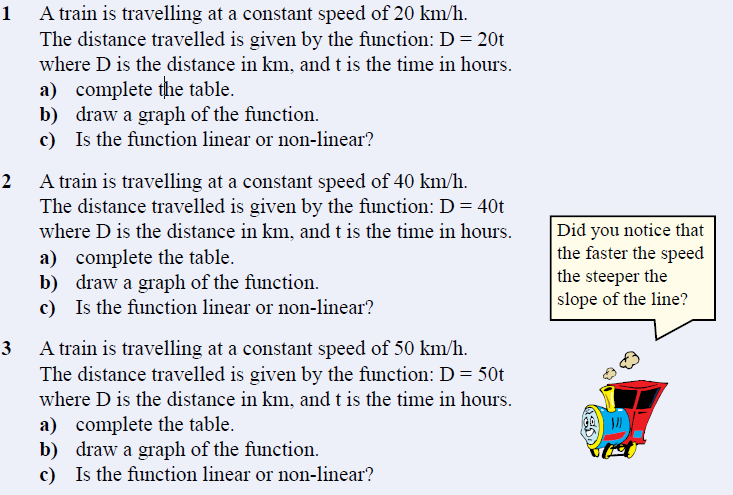 1 A train is travelling at a constant speed of 20 km/h.
The distance travelled is given by the function: D = 20t
where D is the distance in km, and t is the time in hours.
a) complete the table.
b) draw a graph of the function.
c) Is the function linear or non-linear?
2 A train is travelling at a constant speed of 40 km/h.
The distance travelled is given by the function: D = 40t
where D is the distance in km, and t is the time in hours.
a) complete the table.
b) draw a graph of the function.
c) Is the function linear or non-linear?
Did you notice that
the faster the speed
the steeper the
slope of the line?
3 A train is travelling at a constant speed of 50 km/h.
The distance travelled is given by the function: D = 50t
where D is the distance in km, and t is the time in hours.
a) complete the table.
b) draw a graph of the function.
c) Is the function linear or non-linear?